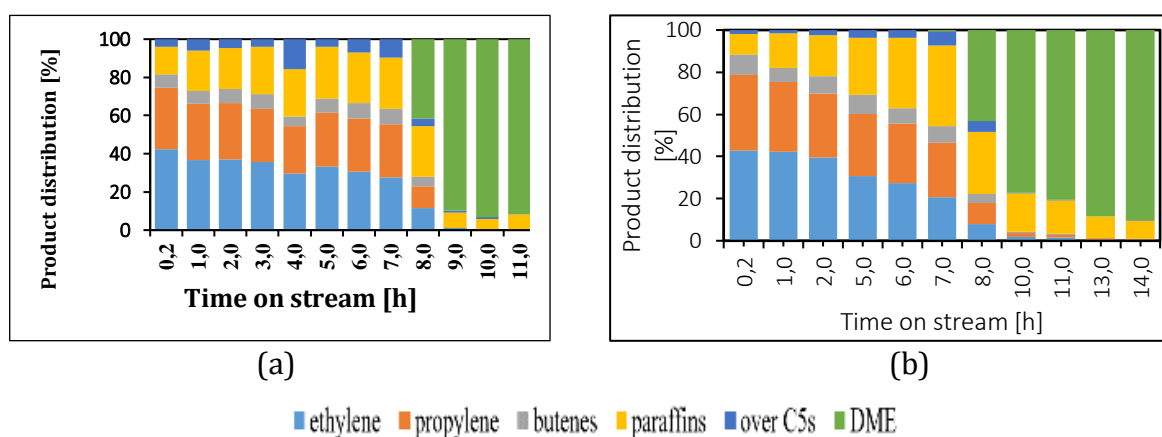 (a)
Product distribution [%]
100
80
60
40
20
0
0,2 1,0 2,0 3,0 4,0 5,0 6,0 7,0 8,0 9,0 10,0 11,0
Time on stream [h]
(b)
Product distribution
[%]
100
80
60
40
20
0
0,2 1,0 2,0 5,0 6,0 7,0 8,0 10,0 11,0 13,0 14,0
Time on stream [h]
(a)
(b)
ethylene propylene butenes paraffins over C5s DME